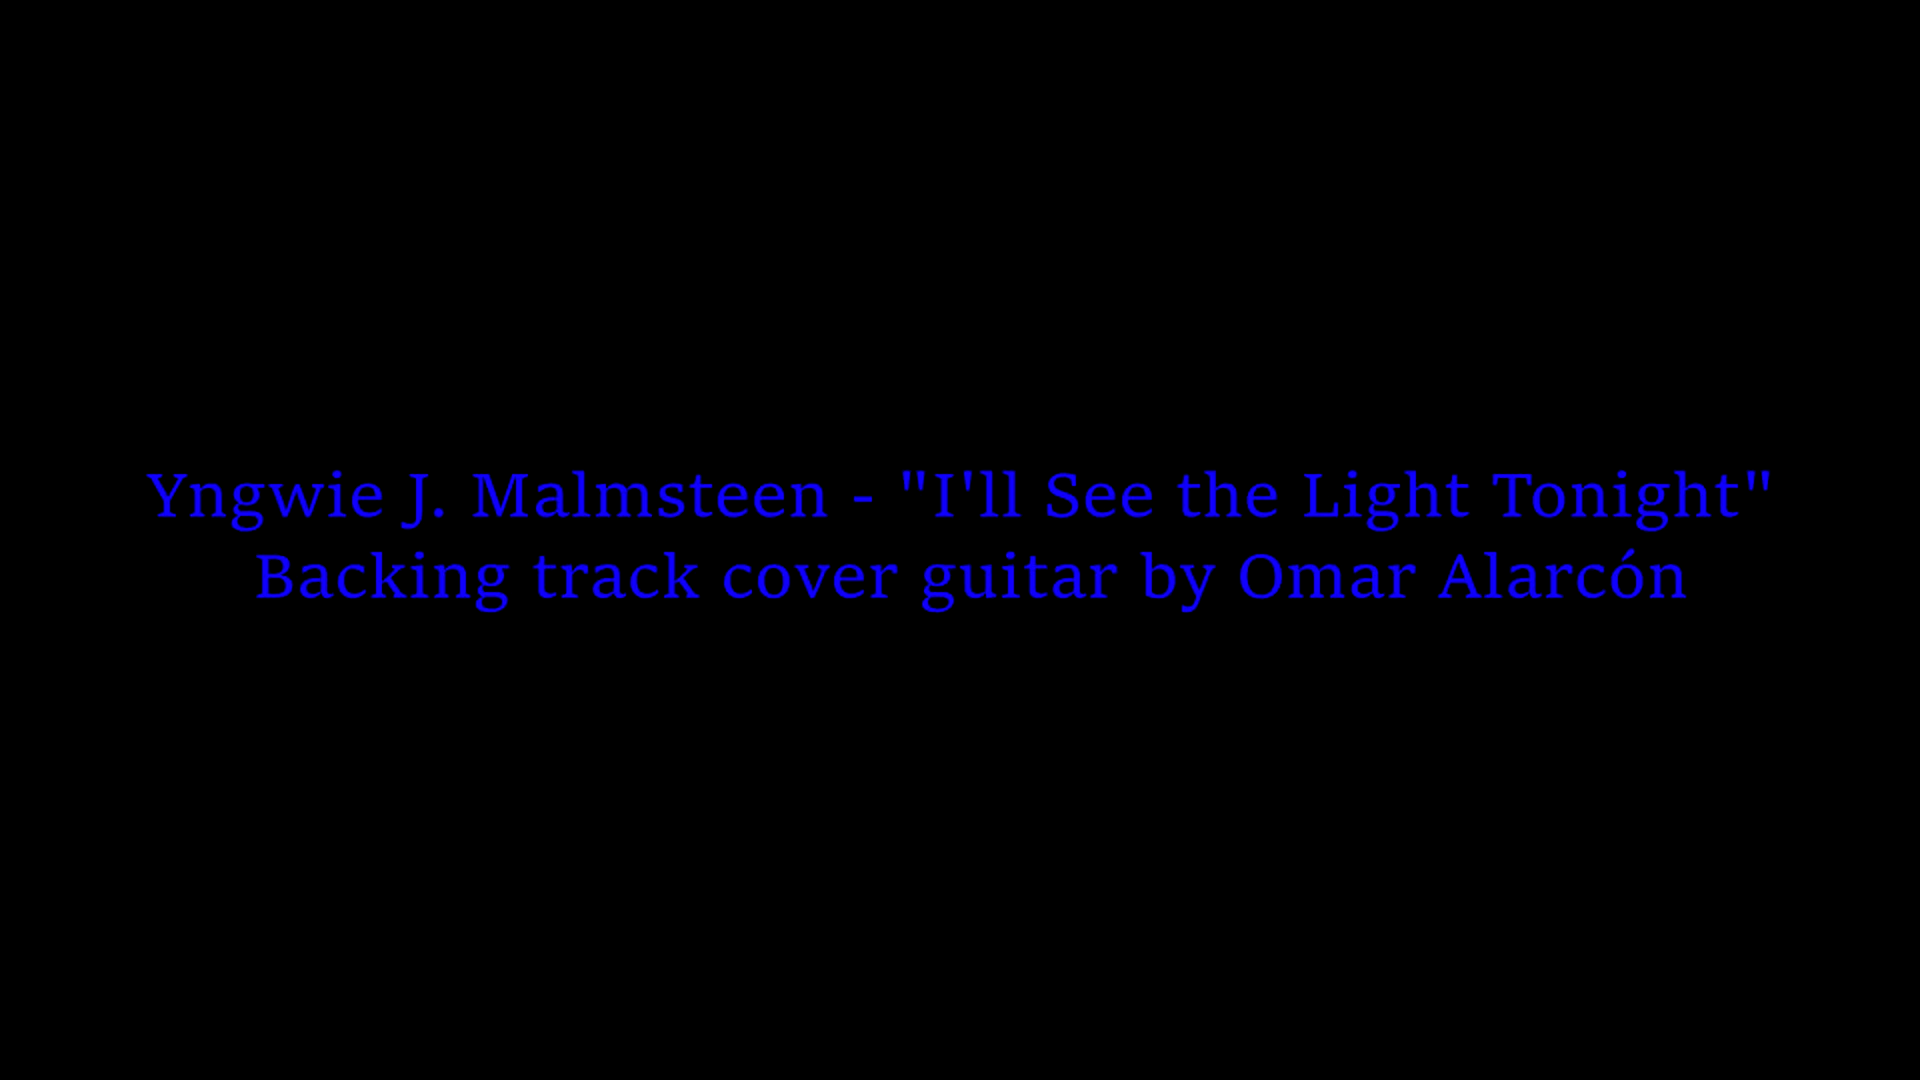 Yngwie J. Malmsteen - "I'll See the Light Tonight"
Backing track cover guitar by Omar Alarcón